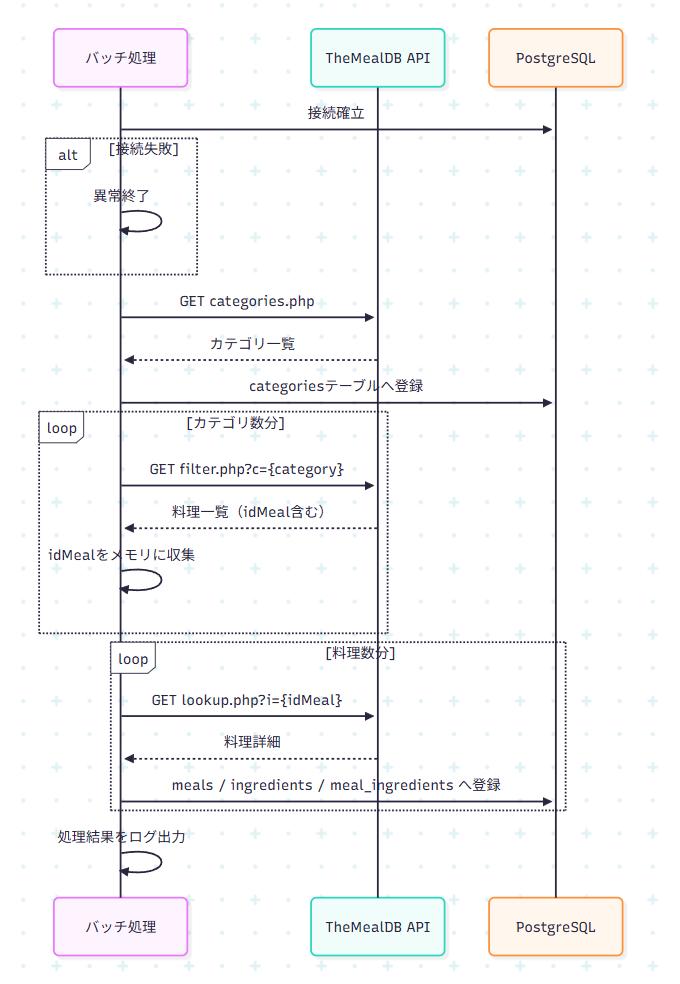 バッチ処理
TheMealDB API
PostgreSQL
接続確立
alt
[接続失敗]
異常終了
GET categories.php
カテゴリ一覧
categoriesテーブルへ登録
loop
[カテゴリ数分]
GET filter.php?c={category}
料理一覧（idMeal含む）
idMealをメモリに収集
loop
[料理数分]
GET lookup.php?i={idMeal}
料理詳細
meals / ingredients / meal_ingredients へ登録
処理結果をログ出力
バッチ処理
TheMealDB API
PostgreSQL